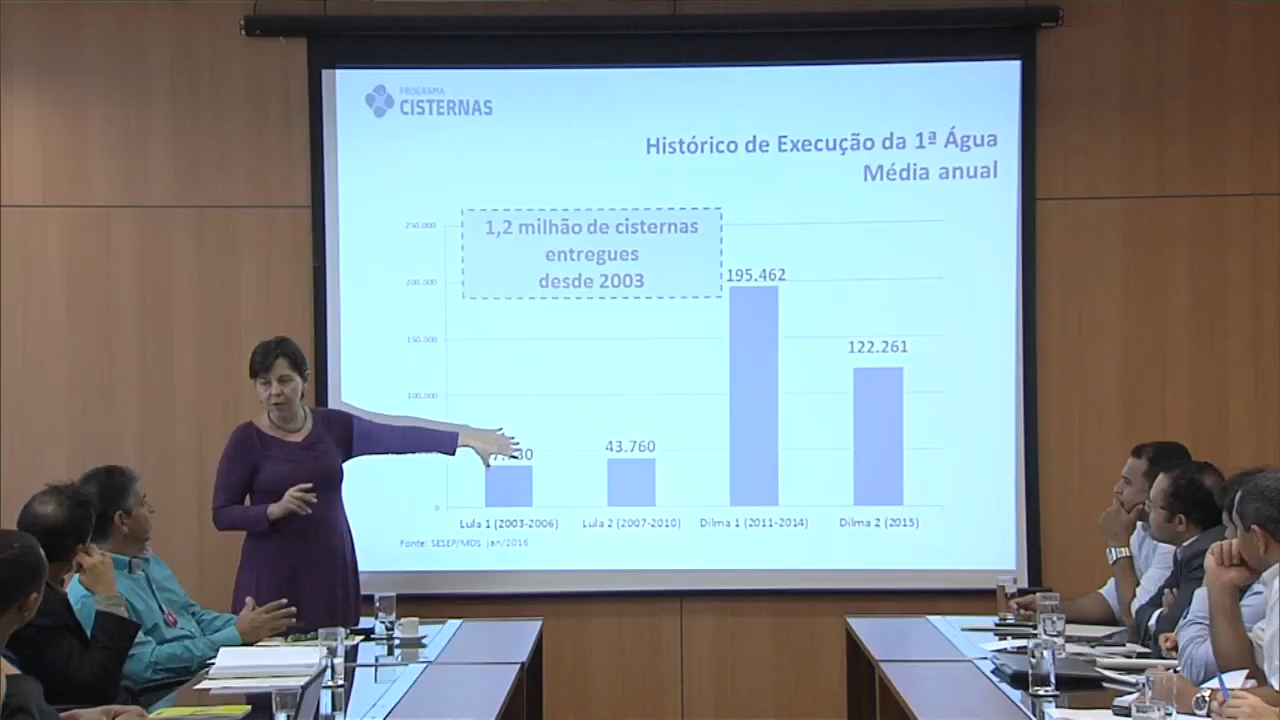 PROGRAMA
CISTERNAS
Histórico de Execução da 1ª Água
Média anual
1,2 milhão de cisternas
entregues
desde 2003
250.000
200.000
150.000
100.000
0
195.462
122.261
43.760
Lula 1 (2003-2006)
Lula 2 (2007-2010)
Dilma 1 (2011-2014)
Dilma 2 (2015)
Fonte: SESEP/MDS jan/2016